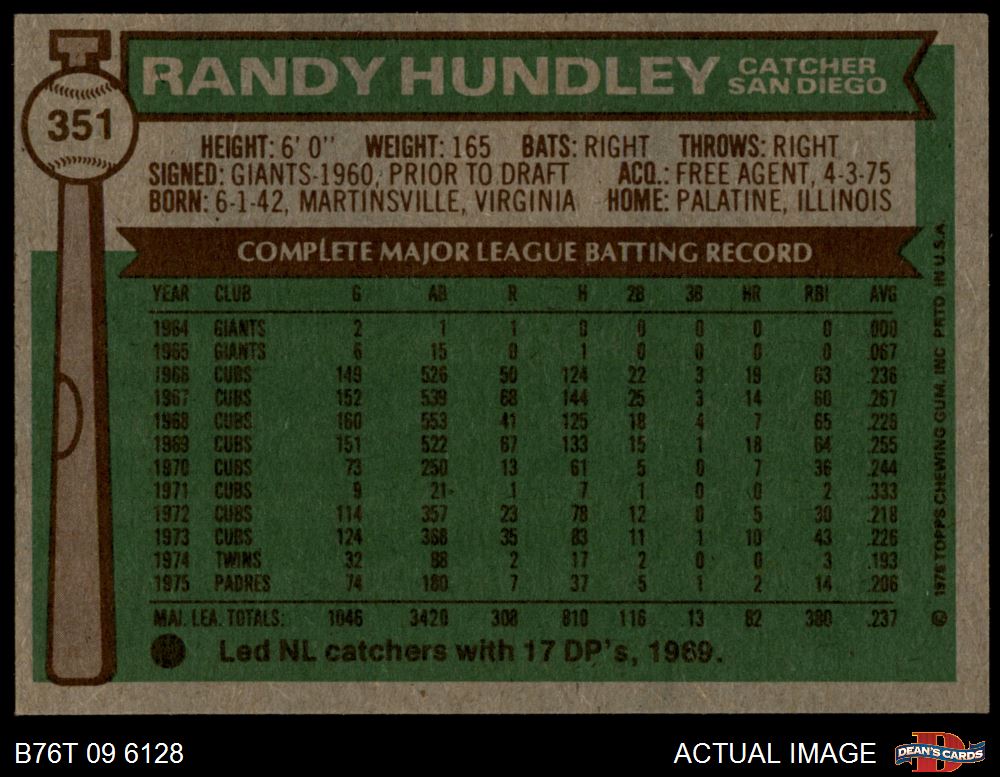 351
RANDY HUNDLEY CATCHER SAN DIEGO
HEIGHT: 6' 0" WEIGHT: 165 BATS: RIGHT THROWS: RIGHT
SIGNED: GIANTS-1960, PRIOR TO DRAFT ACQ.: FREE AGENT, 4-3-75
BORN: 6-1-42, MARTINSVILLE, VIRGINIA HOME: PALATINE, ILLINOIS
COMPLETE MAJOR LEAGUE BATTING RECORD
YEAR CLUB G AB R H 2B 3B HR RBI AVG
1964 GIANTS 2 1 1 0 0 0 0 0 .000
1965 GIANTS 6 15 0 1 0 0 0 0 .067
1966 CUBS 149 526 50 124 22 3 19 63 .236
1967 CUBS 152 539 68 144 25 3 14 60 .267
1968 CUBS 160 553 41 125 18 4 7 65 .226
1969 CUBS 151 522 67 133 15 1 18 64 .255
1970 CUBS 73 250 13 61 5 0 7 36 .244
1971 CUBS 9 21 1 7 1 0 0 2 .333
1972 CUBS 114 357 23 78 12 0 5 30 .218
1973 CUBS 124 368 35 83 11 1 10 43 .226
1974 TWINS 32 88 2 17 2 0 0 3 .193
1975 PADRES 74 180 7 37 5 1 2 14 .206
MAJ. LEA. TOTALS: 1046 3420 308 810 116 13 82 380 .237
Led NL catchers with 17 DP's, 1969.
© 1976 TOPPS CHEWING GUM, INC PRTD IN U.S.A.
B76T 09 6128 ACTUAL IMAGE DEAN'S CARDS